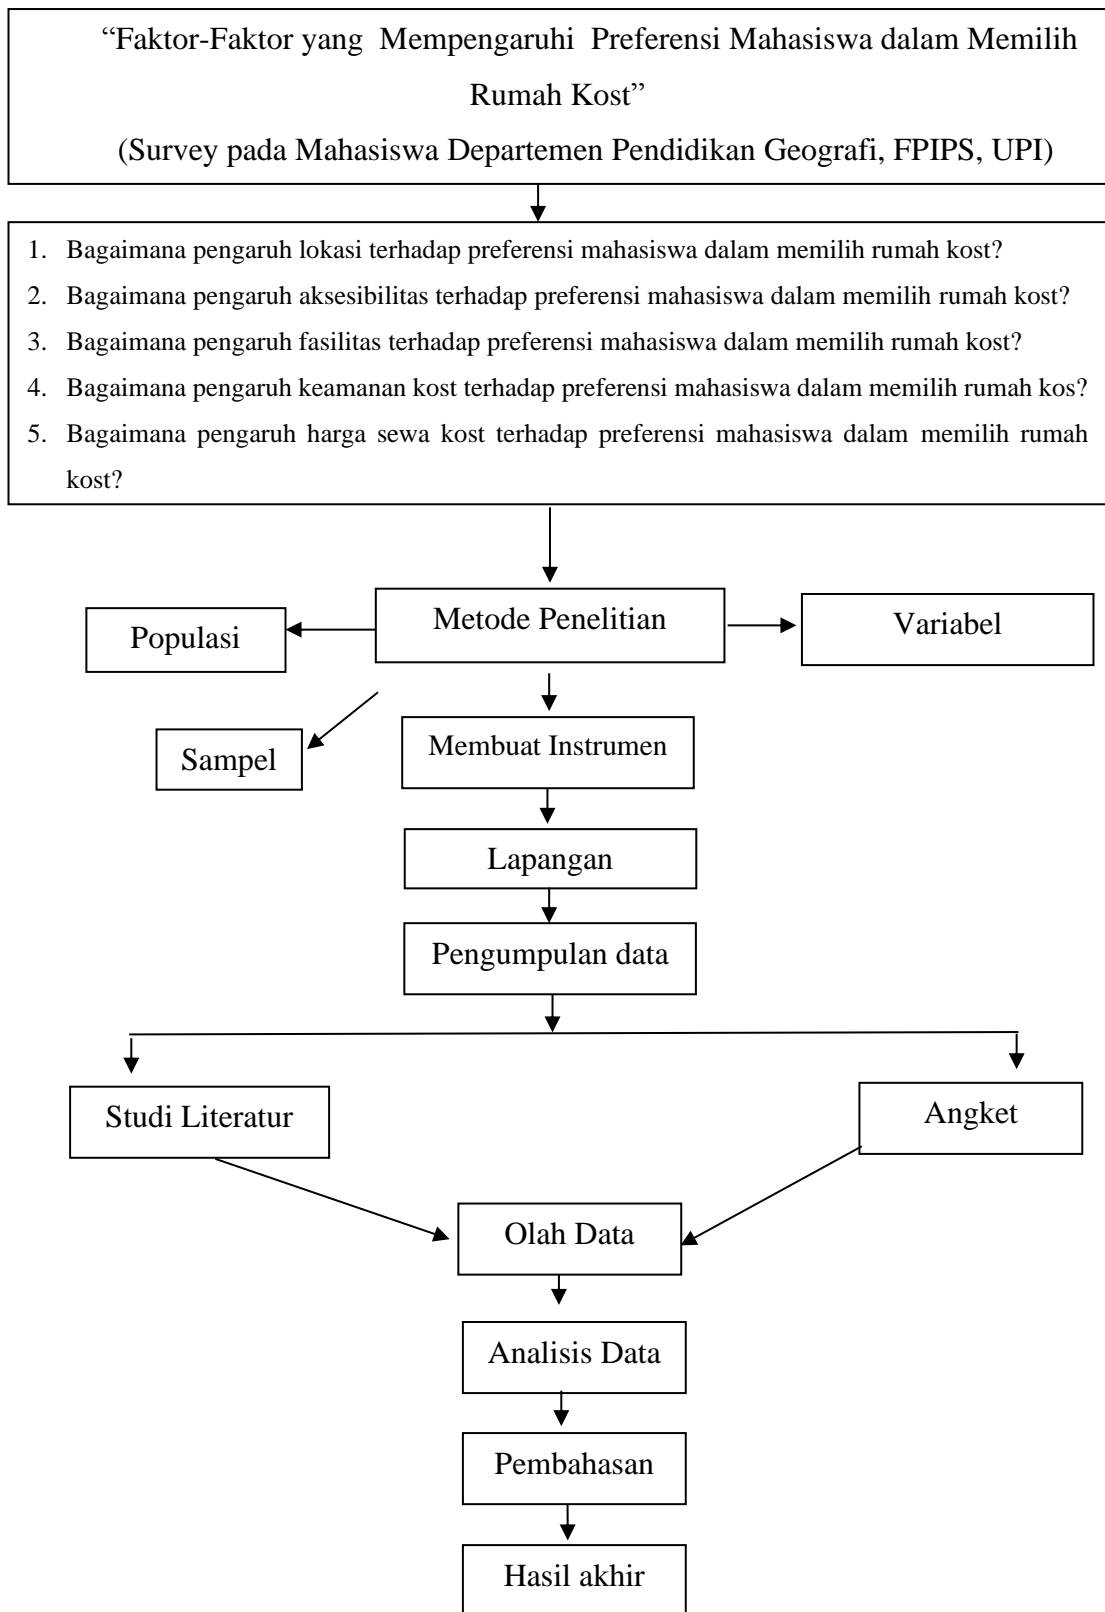 “Faktor-Faktor yang Mempengaruhi Preferensi Mahasiswa dalam Memilih
Rumah Kost”
(Survey pada Mahasiswa Departemen Pendidikan Geografi, FPIPS, UPI)
1. Bagaimana pengaruh lokasi terhadap preferensi mahasiswa dalam memilih rumah kost?
2. Bagaimana pengaruh aksesibilitas terhadap preferensi mahasiswa dalam memilih rumah kost?
3. Bagaimana pengaruh fasilitas terhadap preferensi mahasiswa dalam memilih rumah kost?
4. Bagaimana pengaruh keamanan kost terhadap preferensi mahasiswa dalam memilih rumah kos?
5. Bagaimana pengaruh harga sewa kost terhadap preferensi mahasiswa dalam memilih rumah
kost?
Populasi
Metode Penelitian
Variabel
Sampel
Membuat Instrumen
Lapangan
Pengumpulan data
Studi Literatur
Angket
Olah Data
Analisis Data
Pembahasan
Hasil akhir